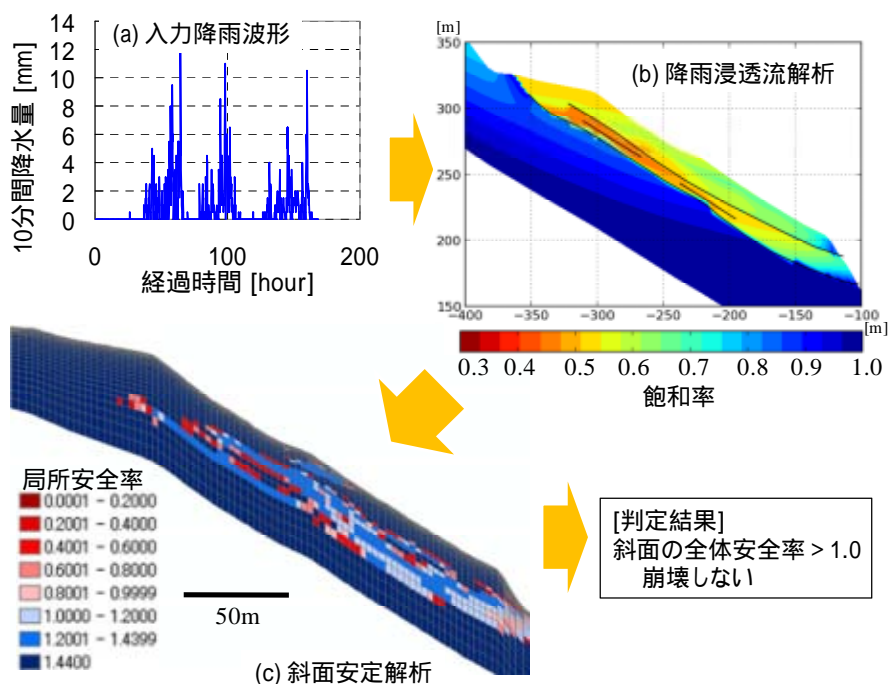 (a) 入力降雨波形
10分間降水量 [mm]
14
12
10
8
6
4
2
0
0 100 200
経過時間 [hour]
[m]
(b) 降雨浸透流解析
350
300
250
200
150
−400 −350 −300 −250 −200 −150 −100
[m]
0.3 0.4 0.5 0.6 0.7 0.8 0.9 1.0
飽和率
局所安全率
0.0001 - 0.2000
0.2001 - 0.4000
0.4001 - 0.6000
0.6001 - 0.8000
0.8001 - 0.9999
1.0000 - 1.2000
1.2001 - 1.4399
1.4400
50m
(c) 斜面安定解析
[判定結果]
斜面の全体安全率 > 1.0
崩壊しない